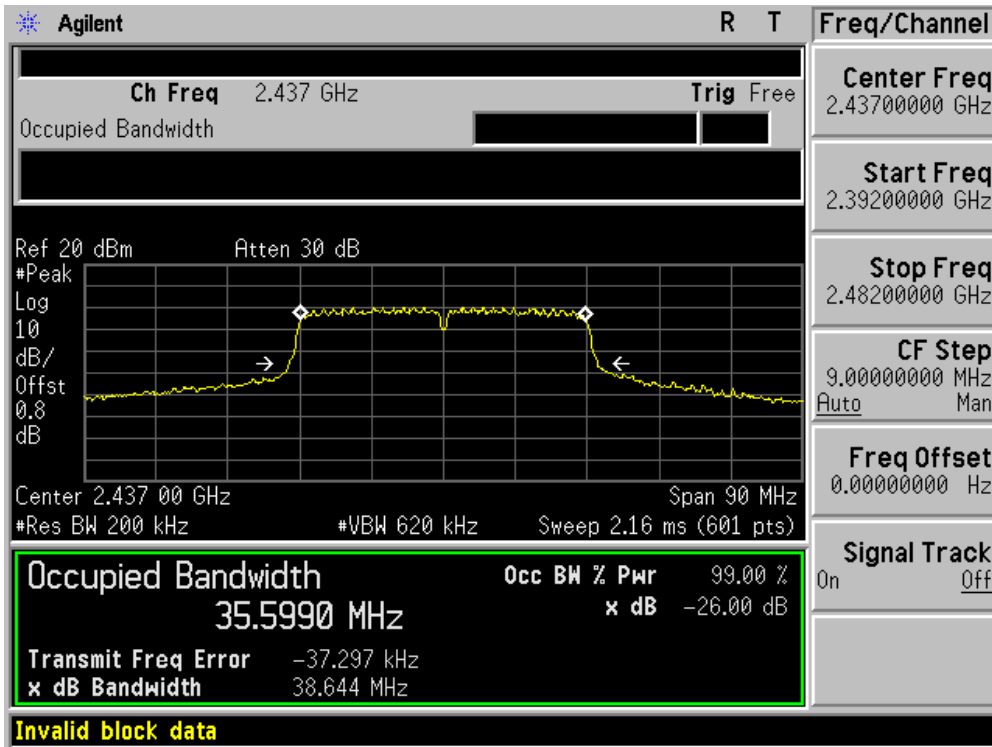 Agilent R T
Ch Freq 2.437 GHz Trig Free
Occupied Bandwidth
Ref 20 dBm Atten 30 dB
#Peak
Log
10
dB/
Offst
0.8
dB
Center 2.437 00 GHz Span 90 MHz
#Res BW 200 kHz #VBW 620 kHz Sweep 2.16 ms (601 pts)
Occupied Bandwidth Occ BW % Pwr 99.00 %
35.5990 MHz x dB -26.00 dB
Transmit Freq Error -37.297 kHz
x dB Bandwidth 38.644 MHz
Invalid block data
Freq/Channel
Center Freq
2.43700000 GHz
Start Freq
2.39200000 GHz
Stop Freq
2.48200000 GHz
CF Step
9.00000000 MHz
Auto Man
Freq Offset
0.00000000 Hz
Signal Track
On Off